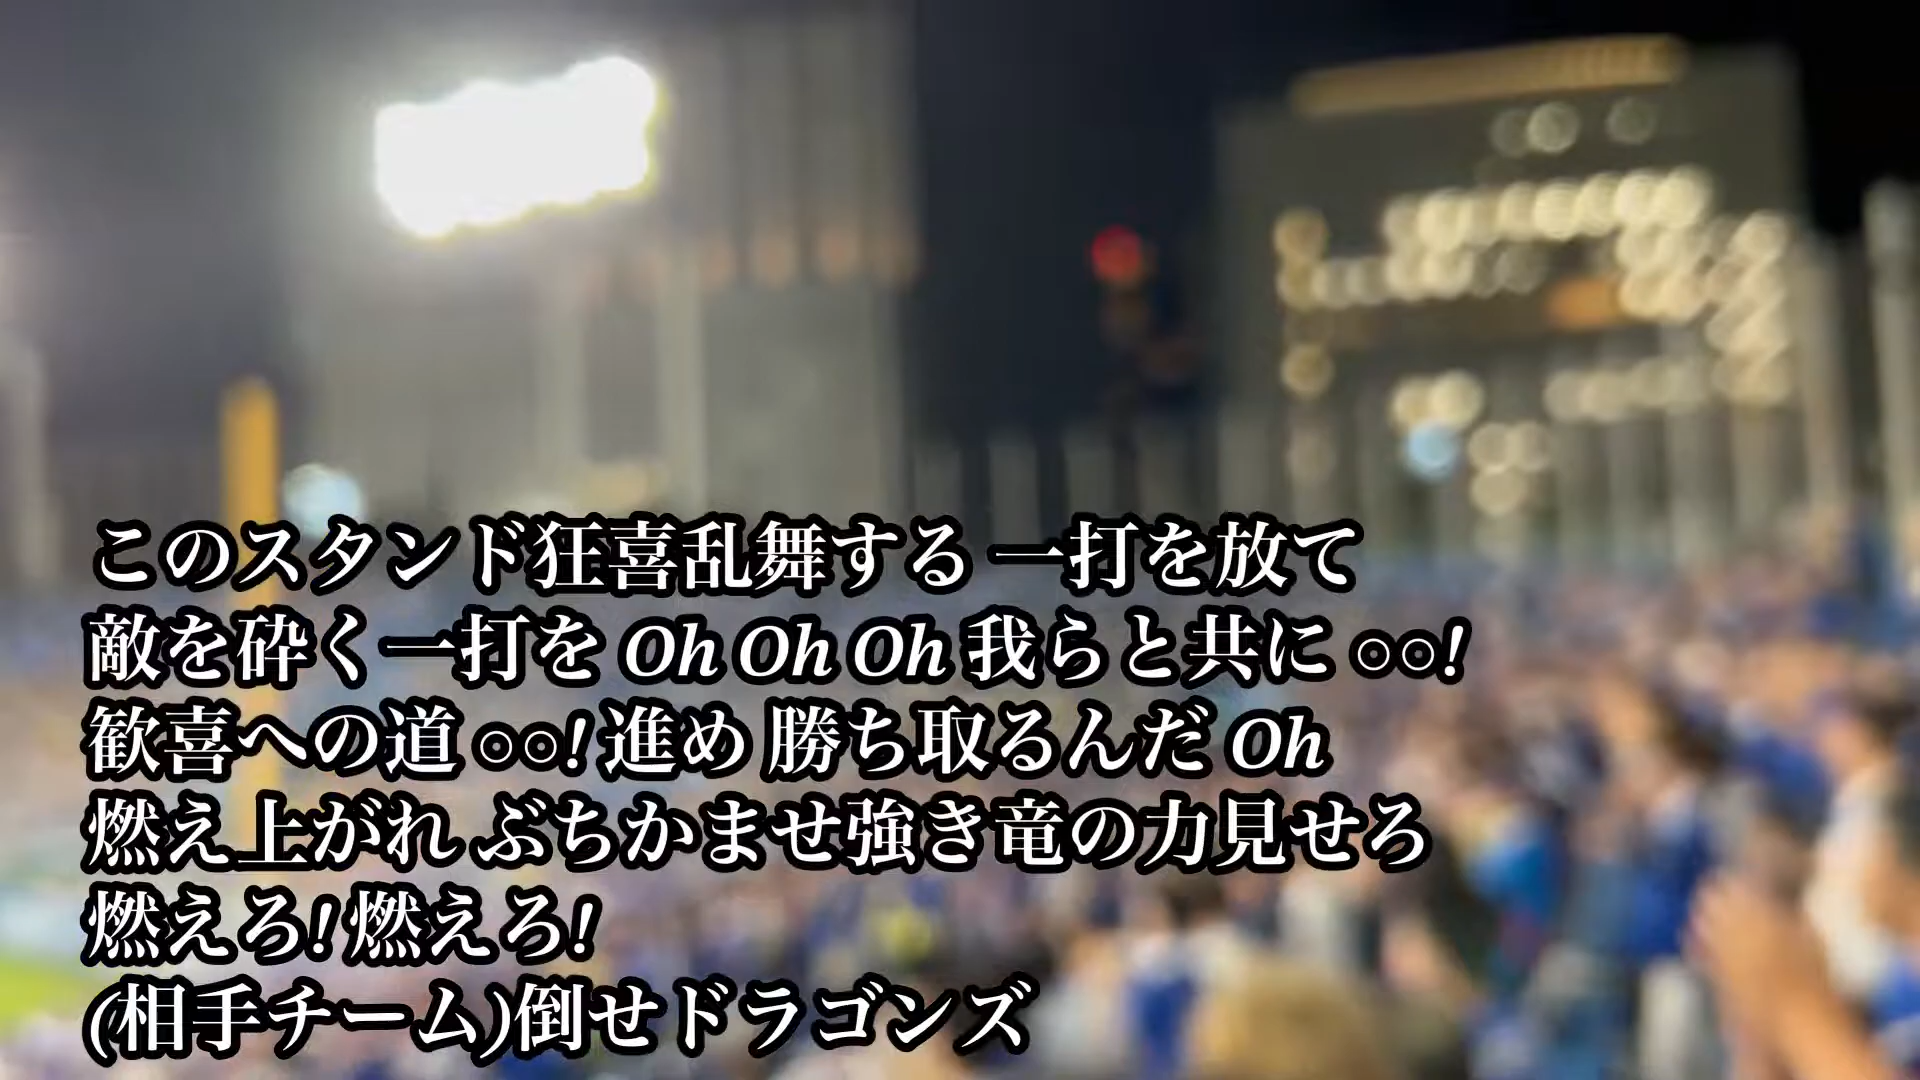 このスタンド狂喜乱舞する 一打を放て
敵を砕く一打を Oh Oh Oh 我らと共に ○○!
歓喜への道 ○○! 進め 勝ち取るんだ Oh
燃え上がれ ぶちかませ強き竜の力見せろ
燃えろ! 燃えろ!
(相手チーム)倒せドラゴンズ